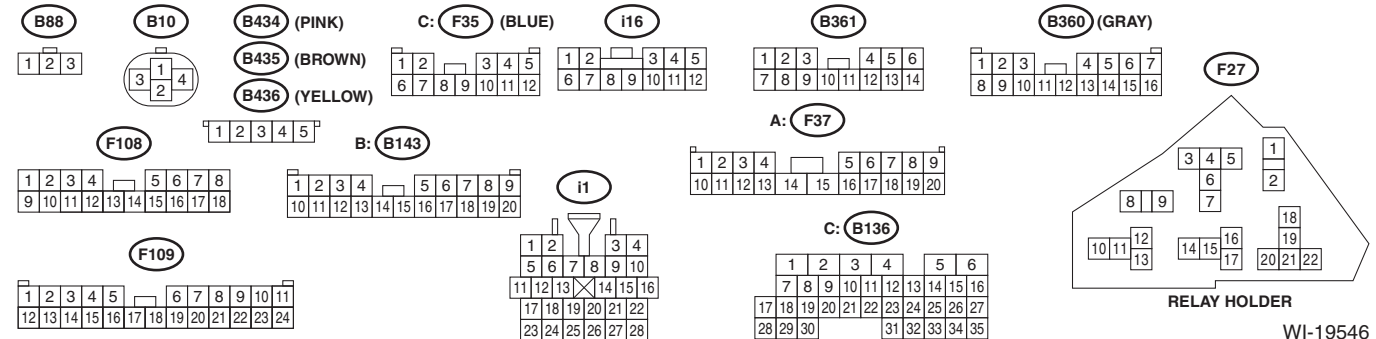 B88
1 2 3
B10
1
3 4
2
B434 (PINK)
B435 (BROWN)
B436 (YELLOW)
1 2 3 4 5
C: F35 (BLUE)
1 2 3 4 5
6 7 8 9 10 11 12
i16
1 2 3 4 5
6 7 8 9 10 11 12
B361
1 2 3 4 5 6
7 8 9 10 11 12 13 14
B360 (GRAY)
1 2 3 4 5 6 7
8 9 10 11 12 13 14 15 16
F108
1 2 3 4 5 6 7 8
9 10 11 12 13 14 15 16 17 18
B: B143
1 2 3 4 5 6 7 8 9
10 11 12 13 14 15 16 17 18 19 20
A: F37
1 2 3 4 5 6 7 8 9
10 11 12 13 14 15 16 17 18 19 20
F109
1 2 3 4 5 6 7 8 9 10 11
12 13 14 15 16 17 18 19 20 21 22 23 24
i1
1 2 3 4
5 6 7 8 9 10
11 12 13 14 15 16
17 18 19 20 21 22
23 24 25 26 27 28
C: B136
1 2 3 4 5 6
7 8 9 10 11 12 13 14 15 16
17 18 19 20 21 22 23 24 25 26 27
28 29 30 31 32 33 34 35
F27
3 4 5
6
7
1
2
8 9
10 11 12
13
14 15 16
17
18
19
20 21 22
RELAY HOLDER
WI-19546